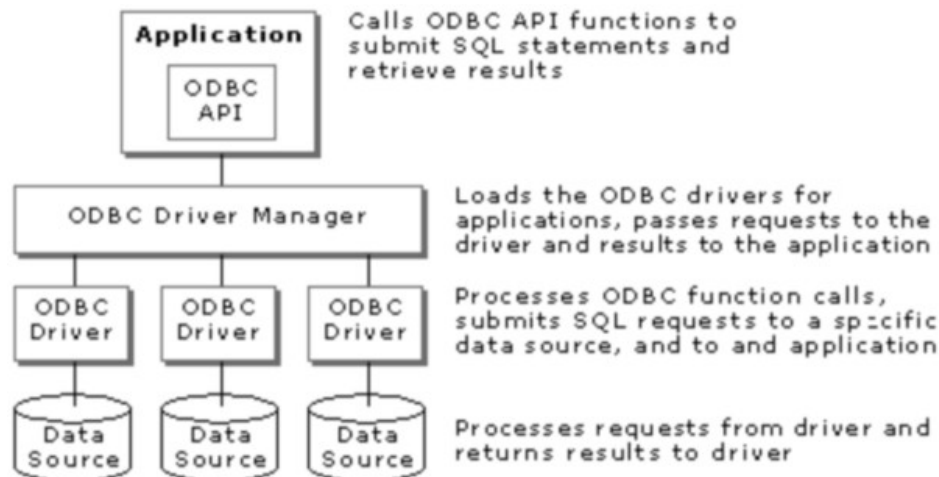 Application
ODBC
API
Calls ODBC API functions to
submit SQL statements and
retrieve results
ODBC Driver Manager
Loads the ODBC drivers for
applications, passes requests to the
driver and results to the application
ODBC
Driver
ODBC
Driver
ODBC
Driver
Processes ODBC function calls,
submits SQL requests to a specific
data source, and to and application
Data
Source
Data
Source
Data
Source
Processes requests from driver and
returns results to driver